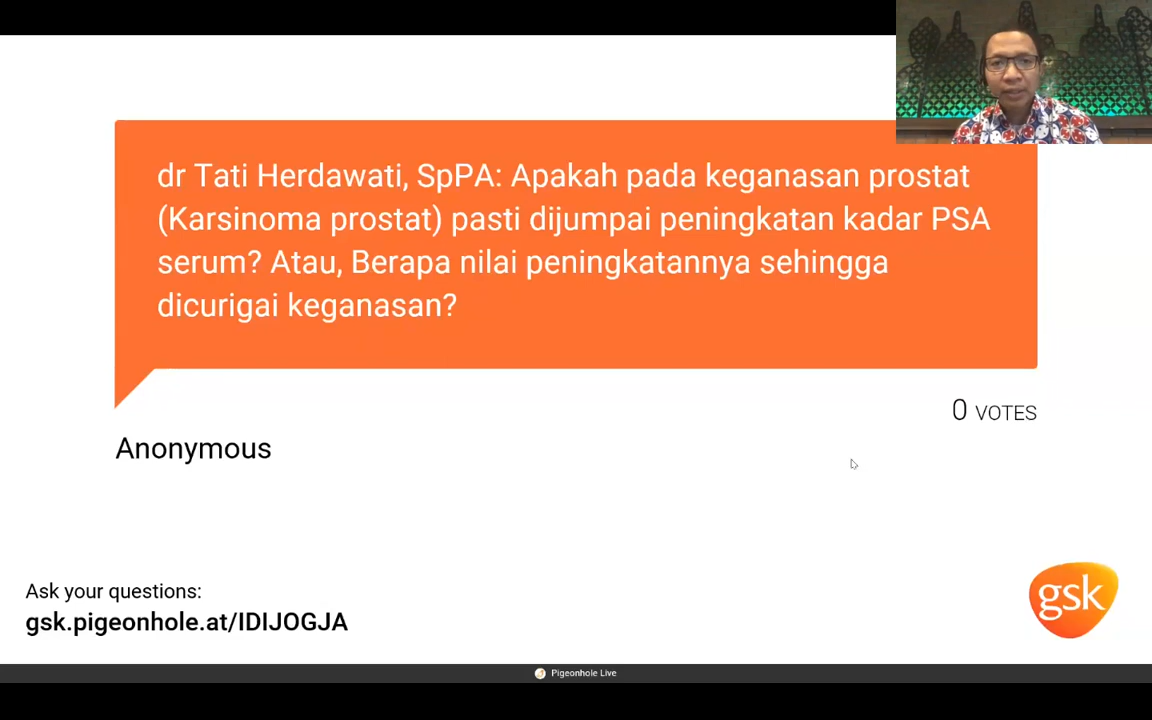 dr Tati Herdawati, SpPA: Apakah pada keganasan prostat
(Karsinoma prostat) pasti dijumpai peningkatan kadar PSA
serum? Atau, Berapa nilai peningkatannya sehingga
dicurigai keganasan?
0 VOTES
Anonymous
Ask your questions:
gsk.pigeonhole.at/IDIJOGJA
gsk
Pigeonhole Live